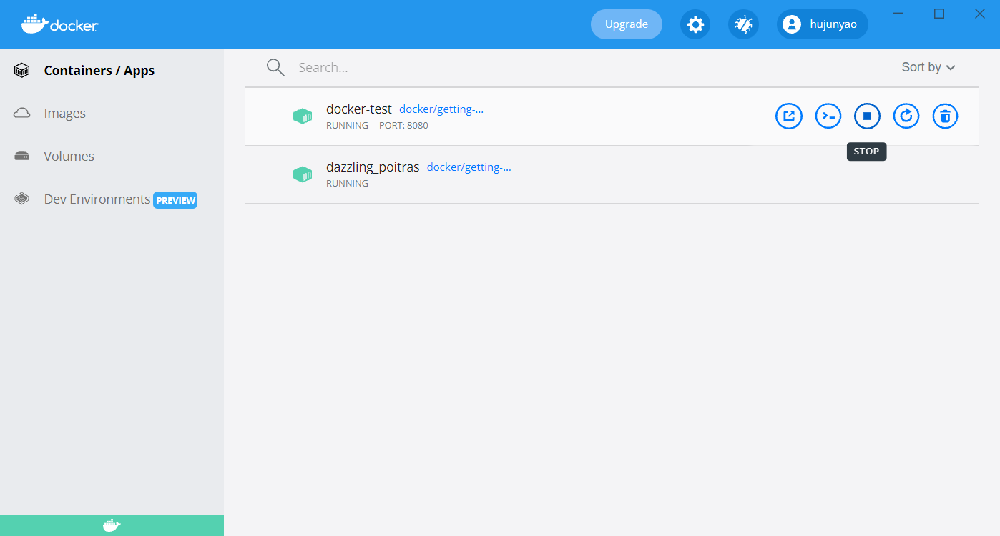 docker
Upgrade
hujunyao
Containers / Apps
Images
Volumes
Dev Environments PREVIEW
Search...
Sort by
docker-test docker/getting-...
RUNNING PORT: 8080
STOP
dazzling_poitras docker/getting-...
RUNNING